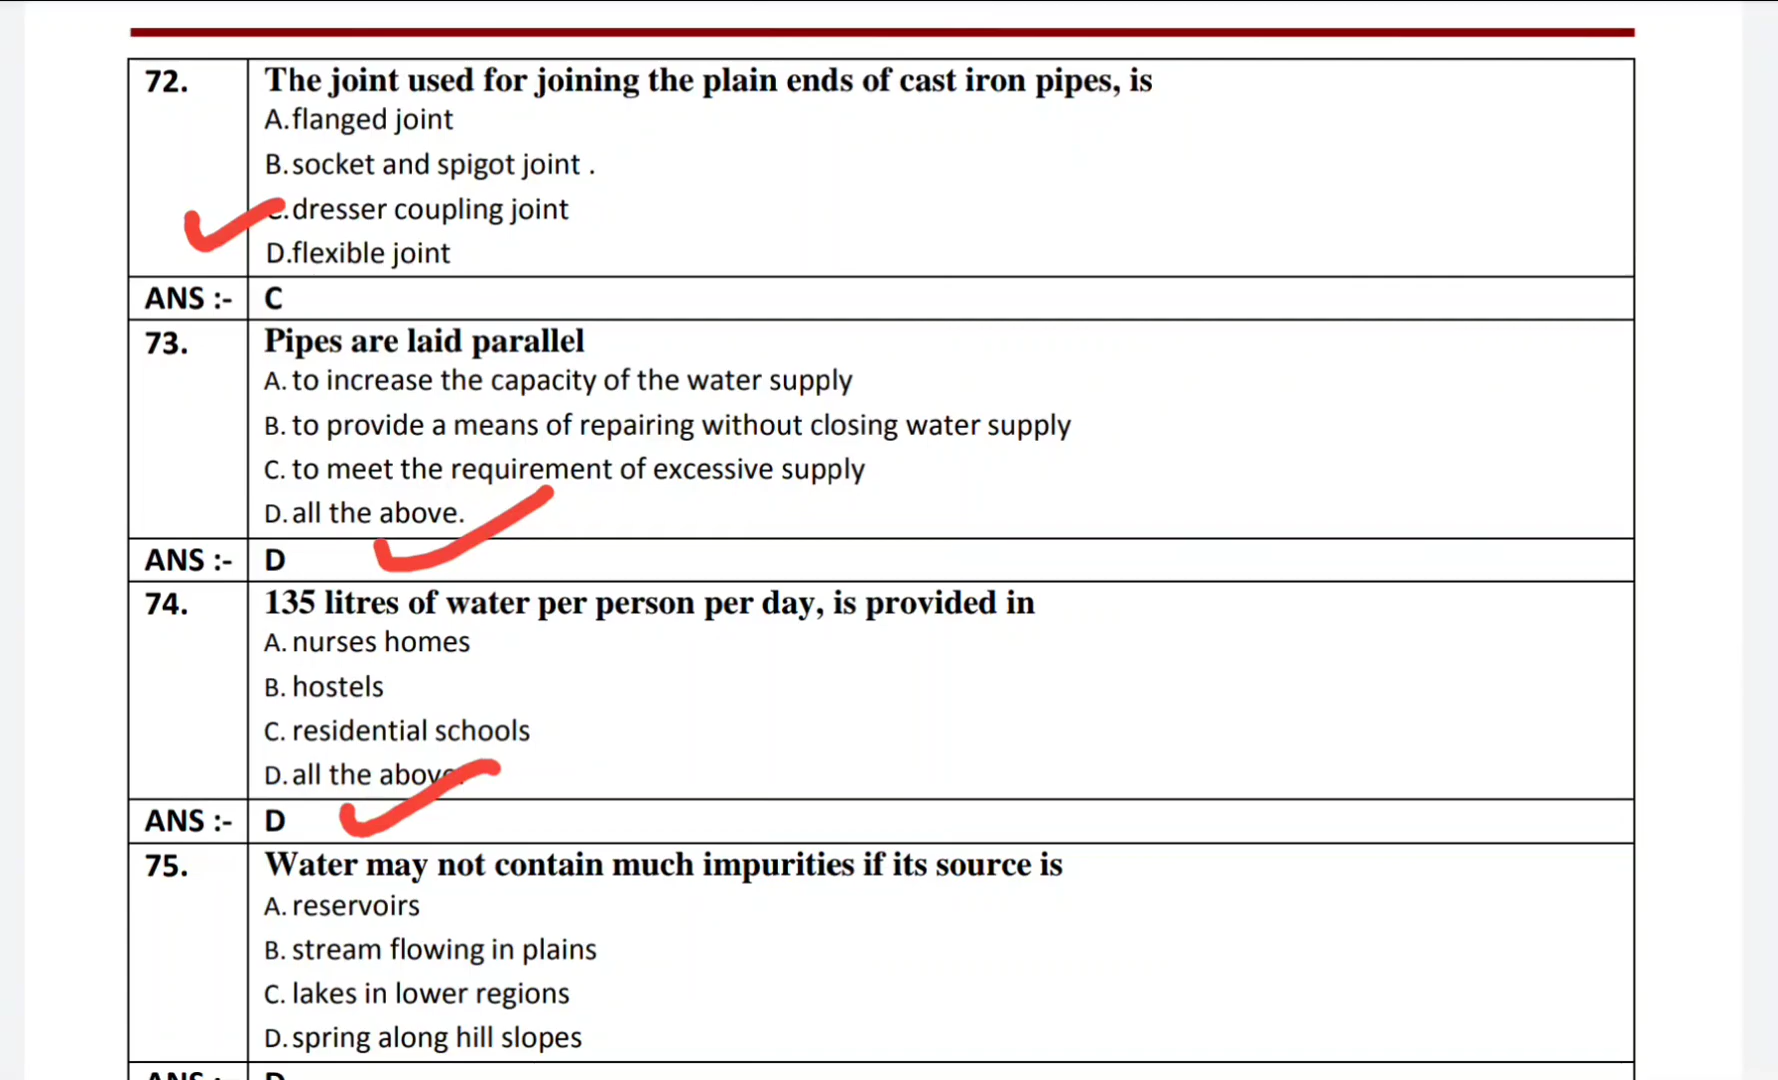 72. The joint used for joining the plain ends of cast iron pipes, is
A.flanged joint
B.socket and spigot joint .
C.dresser coupling joint
D.flexible joint
ANS :- C
73. Pipes are laid parallel
A. to increase the capacity of the water supply
B. to provide a means of repairing without closing water supply
C. to meet the requirement of excessive supply
D. all the above.
ANS :- D
74. 135 litres of water per person per day, is provided in
A. nurses homes
B. hostels
C. residential schools
D. all the above.
ANS :- D
75. Water may not contain much impurities if its source is
A. reservoirs
B. stream flowing in plains
C. lakes in lower regions
D. spring along hill slopes
ANS :- D